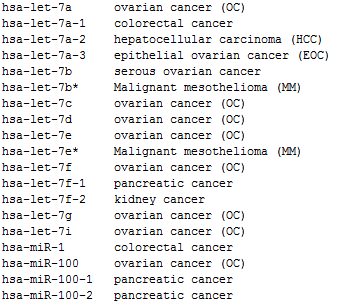 hsa-let-7a ovarian cancer (OC)
hsa-let-7a-1 colorectal cancer
hsa-let-7a-2 hepatocellular carcinoma (HCC)
hsa-let-7a-3 epithelial ovarian cancer (EOC)
hsa-let-7b serous ovarian cancer
hsa-let-7b* Malignant mesothelioma (MM)
hsa-let-7c ovarian cancer (OC)
hsa-let-7d ovarian cancer (OC)
hsa-let-7e ovarian cancer (OC)
hsa-let-7e* Malignant mesothelioma (MM)
hsa-let-7f ovarian cancer (OC)
hsa-let-7f-1 pancreatic cancer
hsa-let-7f-2 kidney cancer
hsa-let-7g ovarian cancer (OC)
hsa-let-7i ovarian cancer (OC)
hsa-miR-1 colorectal cancer
hsa-miR-100 ovarian cancer (OC)
hsa-miR-100-1 pancreatic cancer
hsa-miR-100-2 pancreatic cancer